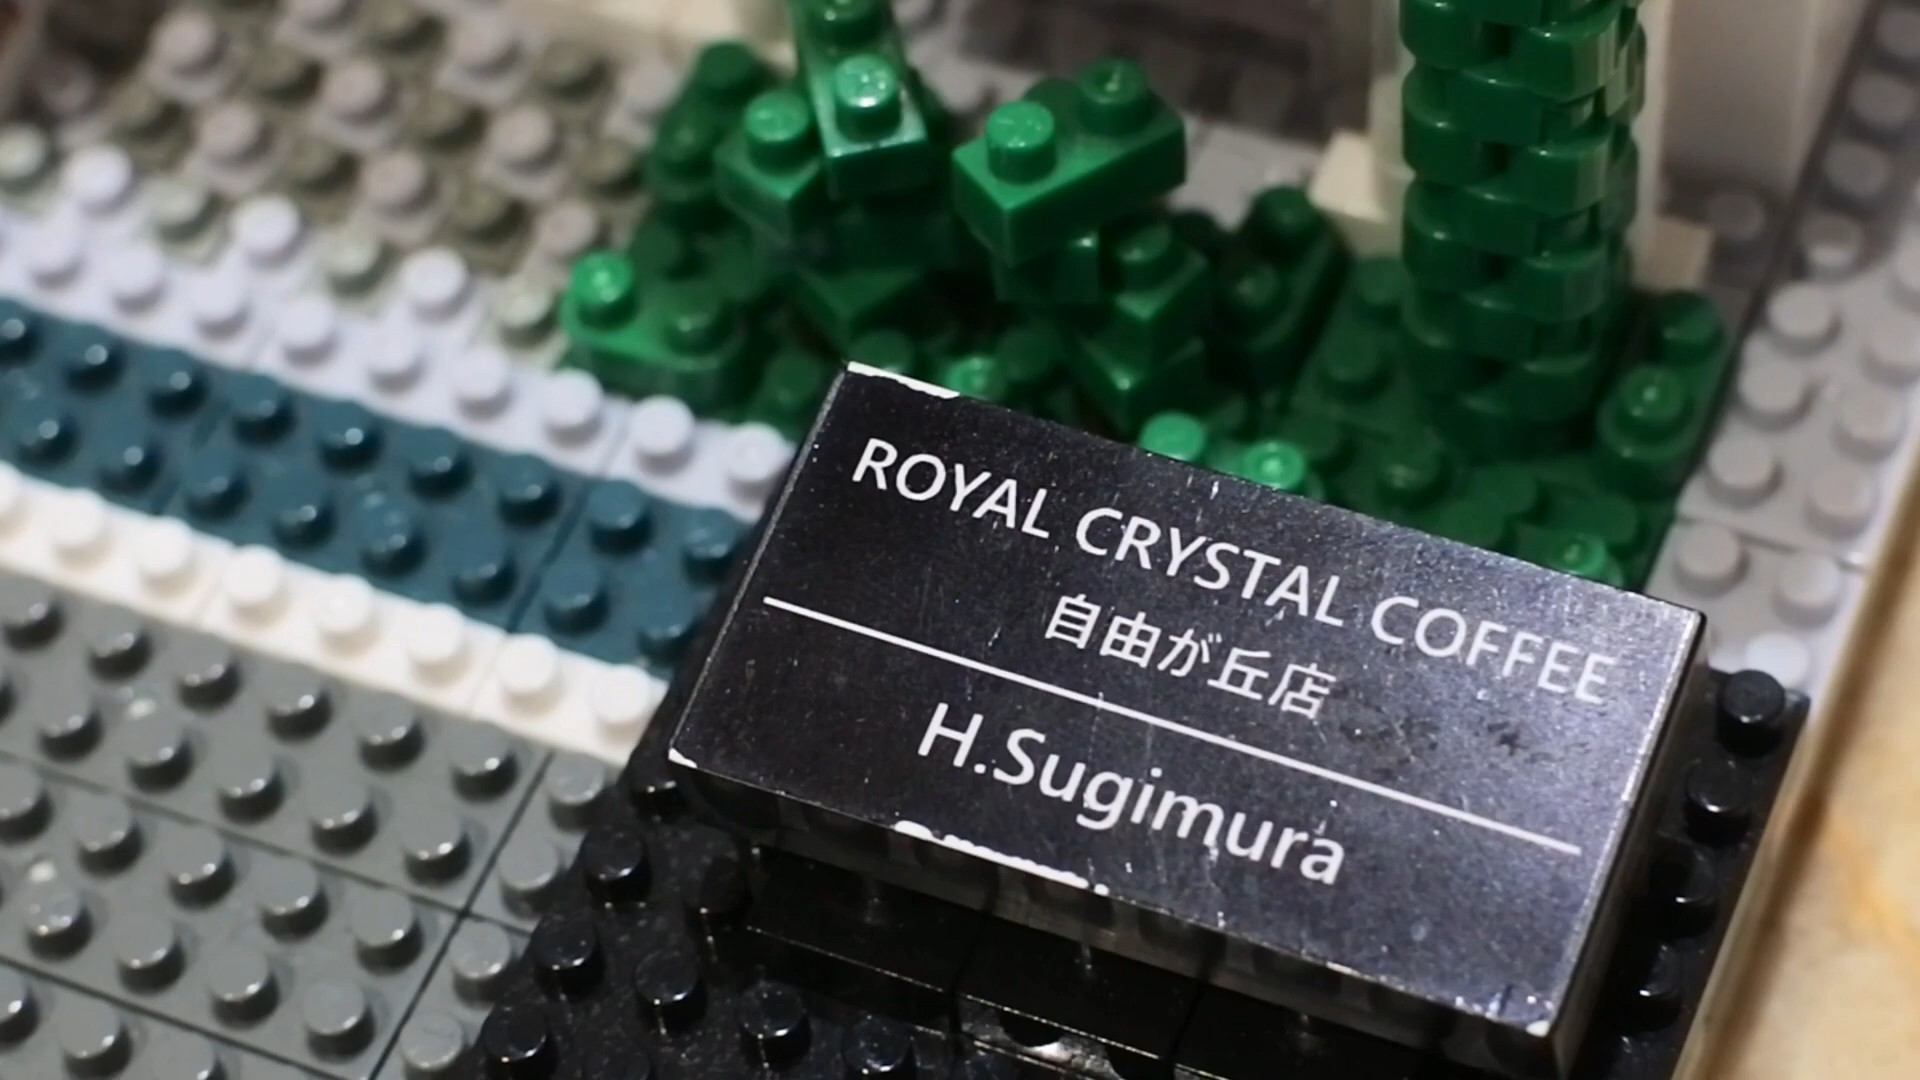 ROYAL CRYSTAL COFFEE
自由が丘店
H.Sugimura